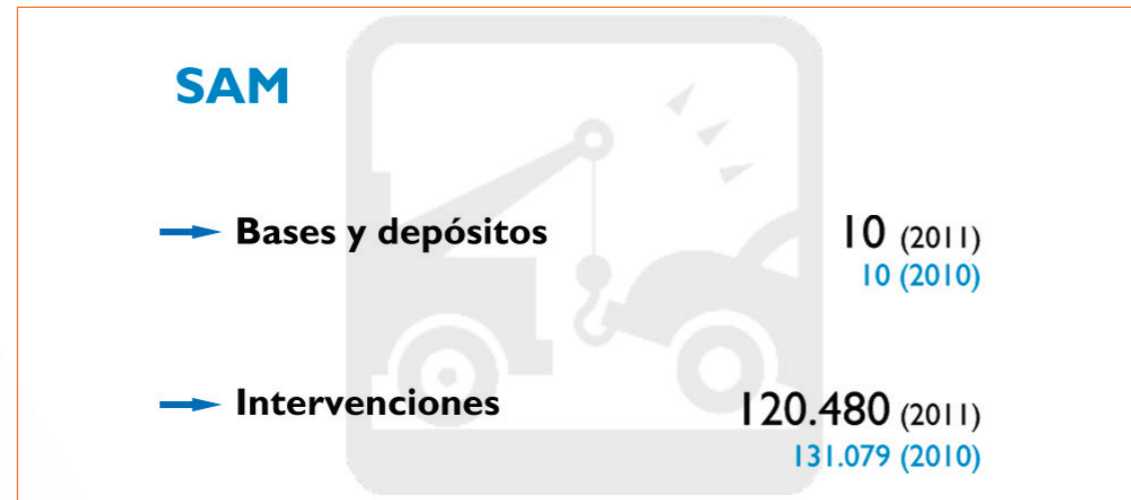 SAM
Bases y depósitos 10 (2011)
10 (2010)
Intervenciones 120.480 (2011)
131.079 (2010)